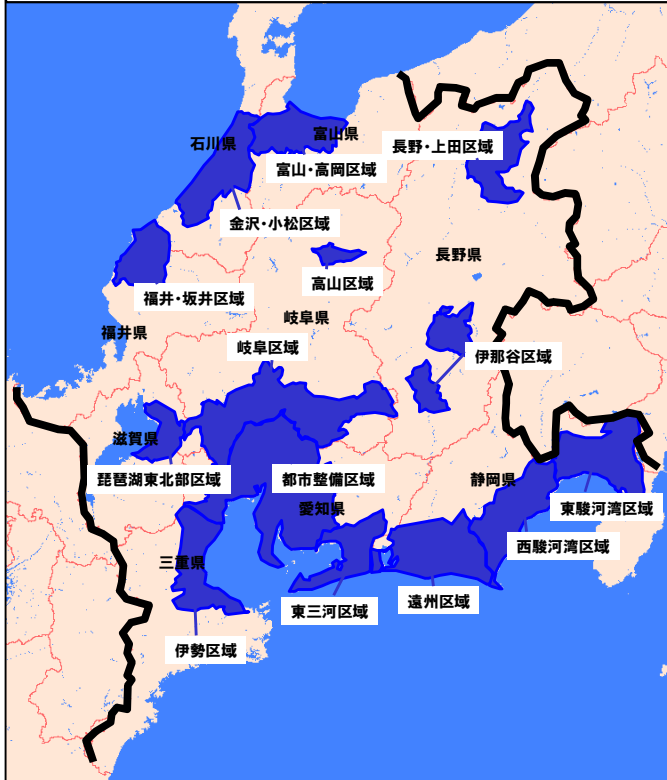 富山県
石川県
長野・上田区域
富山・高岡区域
金沢・小松区域
長野県
高山区域
福井・坂井区域
岐阜県
福井県
岐阜区域
伊那谷区域
滋賀県
琵琶湖東北部区域
都市整備区域
静岡県
愛知県
東駿河湾区域
西駿河湾区域
三重県
遠州区域
東三河区域
伊勢区域